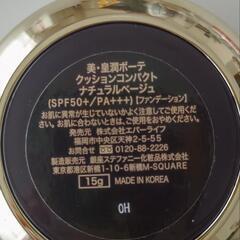 美・皇潤ボーテ
クッションコンパクト
ナチュラルベージュ
(SPF50+/PA+++)[ファンデーション]
お肌に異常が生じていないかよく注意してご使用ください。
お肌に合わないときは、ご使用をおやめください。
発売元 株式会社エバーライフ
福岡市中央区天神2-5-55
お問合せ ☎ 0120-88-2226
製造販売元 銀座ステファニー化粧品株式会社
東京都港区新橋1-10-6新橋M-SQUARE
15g MADE IN KOREA
OH